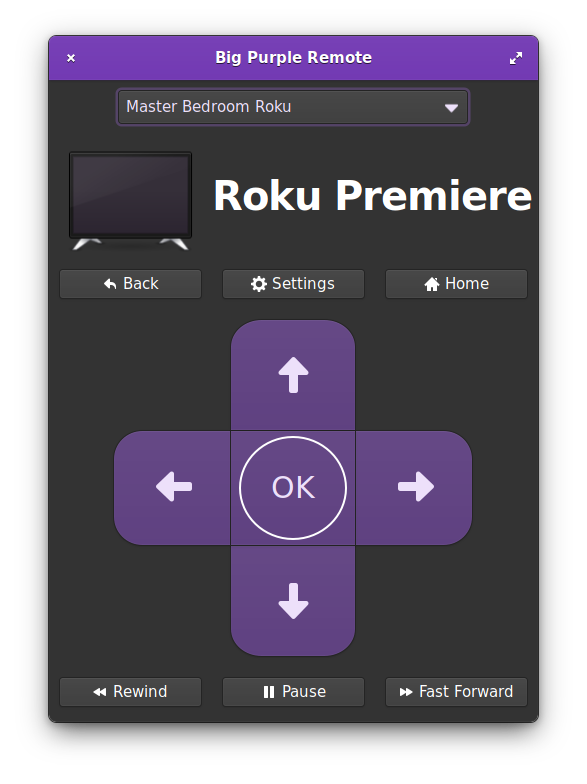 Big Purple Remote
Master Bedroom Roku
Roku Premiere
Back Settings Home
OK
Rewind Pause Fast Forward